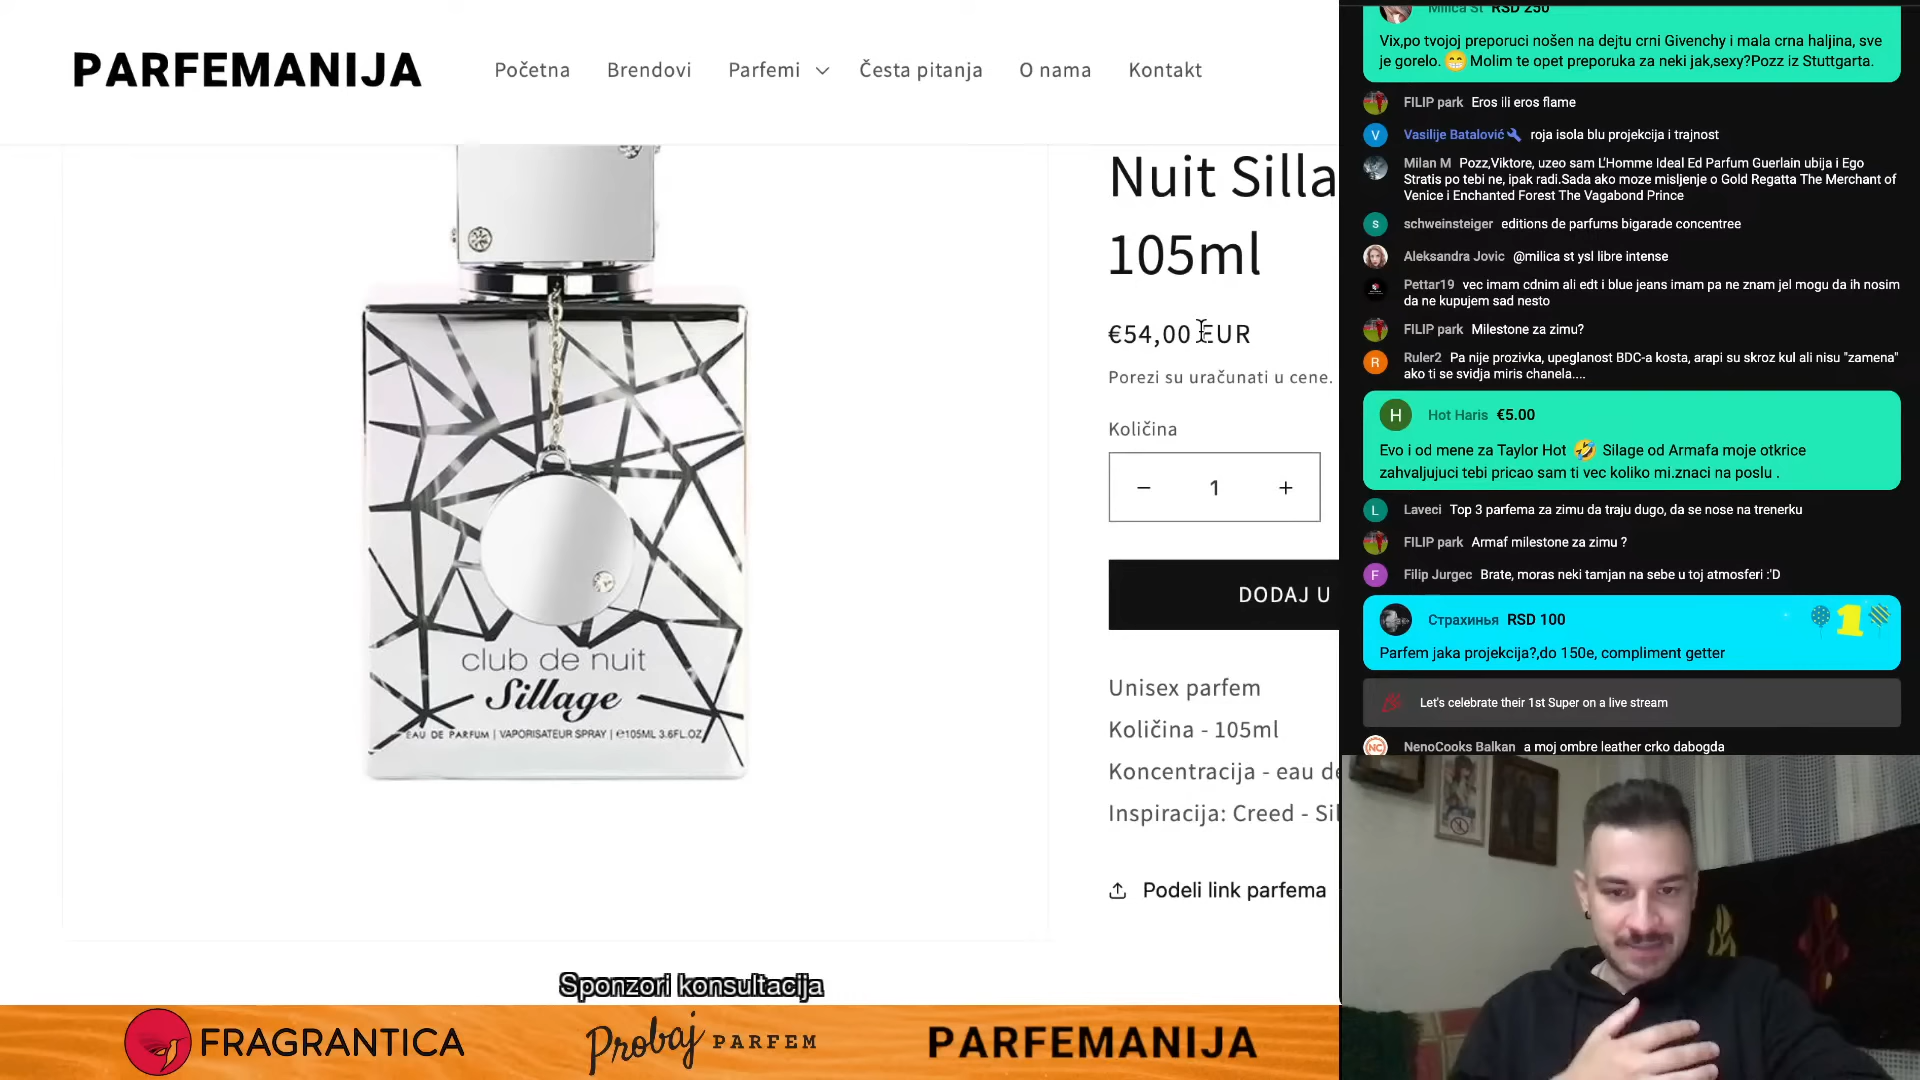 PARFEMANIJA
Početna
Brendovi
Parfemi
Česta pitanja
O nama
Kontakt
club de nuit
Sillage
EAU DE PARFUM | VAPORISATEUR SPRAY | ℮105ML 3.6FL.OZ
Nuit Silla
105ml
€54,00 EUR
Porezi su uračunati u cene.
Količina
− 1 +
DODAJ U
Unisex parfem
Količina - 105ml
Koncentracija - eau de
Inspiracija: Creed - Sil
Podeli link parfema
Sponzori konsultacija
FRAGRANTICA
Probaj PARFEM
PARFEMANIJA
Milica St RSD 250
Vix,po tvojoj preporuci nošen na dejtu crni Givenchy i mala crna haljina, sve
je gorelo. 😁 Molim te opet preporuka za neki jak,sexy?Pozz iz Stuttgarta.
FILIP park Eros ili eros flame
V Vasilije Batalović roja isola blu projekcija i trajnost
Milan M Pozz,Viktore, uzeo sam L'Homme Ideal Ed Parfum Guerlain ubija i Ego
Stratis po tebi ne, ipak radi.Sada ako moze misljenje o Gold Regatta The Merchant of
Venice i Enchanted Forest The Vagabond Prince
s schweinsteiger editions de parfums bigarade concentree
Aleksandra Jovic @milica st ysl libre intense
Pettar19 vec imam cdnim ali edt i blue jeans imam pa ne znam jel mogu da ih nosim
da ne kupujem sad nesto
FILIP park Milestone za zimu?
R Ruler2 Pa nije prozivka, upeglanost BDC-a kosta, arapi su skroz kul ali nisu "zamena"
ako ti se svidja miris chanela....
H Hot Haris €5.00
Evo i od mene za Taylor Hot 🤣 Silage od Armafa moje otkrice
zahvaljujuci tebi pricao sam ti vec koliko mi.znaci na poslu .
L Laveci Top 3 parfema za zimu da traju dugo, da se nose na trenerku
FILIP park Armaf milestone za zimu ?
F Filip Jurgec Brate, moras neki tamjan na sebe u toj atmosferi :'D
Страхинья RSD 100
1
Parfem jaka projekcija?,do 150e, compliment getter
Let's celebrate their 1st Super on a live stream
NC NenoCooks Balkan a moj ombre leather crko dabogda